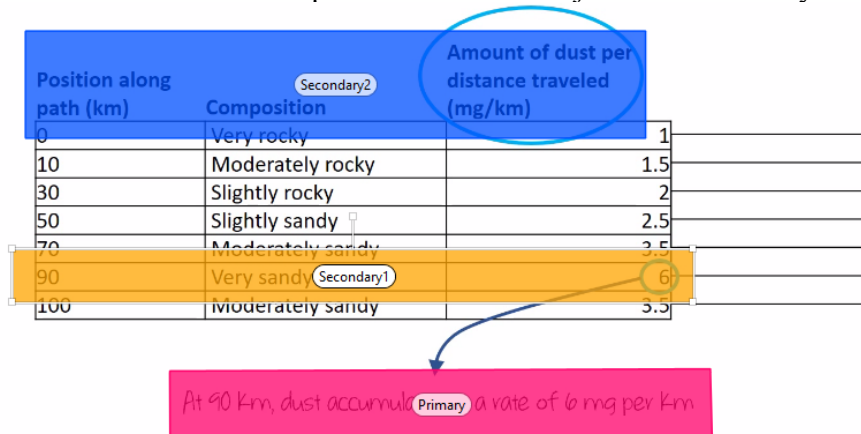 Amount of dust per
Position along Secondary2 distance traveled
path (km) Composition (mg/km)
0 Very rocky 1
10 Moderately rocky 1.5
30 Slightly rocky 2
50 Slightly sandy 2.5
70 Moderately sandy 3.5
90 Very sandy Secondary1 6
100 Moderately sandy 3.5
At 90 Km, dust Primary a rate of 6 mg per Km